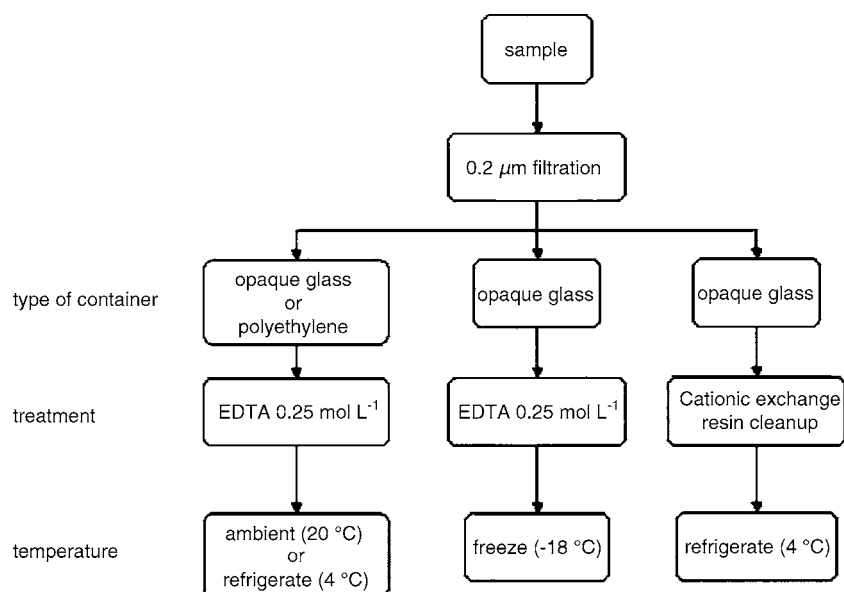 sample
0.2 µm filtration
type of container
opaque glass
or
polyethylene
opaque glass
opaque glass
treatment
EDTA 0.25 mol L⁻¹
EDTA 0.25 mol L⁻¹
Cationic exchange
resin cleanup
temperature
ambient (20 °C)
or
refrigerate (4 °C)
freeze (-18 °C)
refrigerate (4 °C)